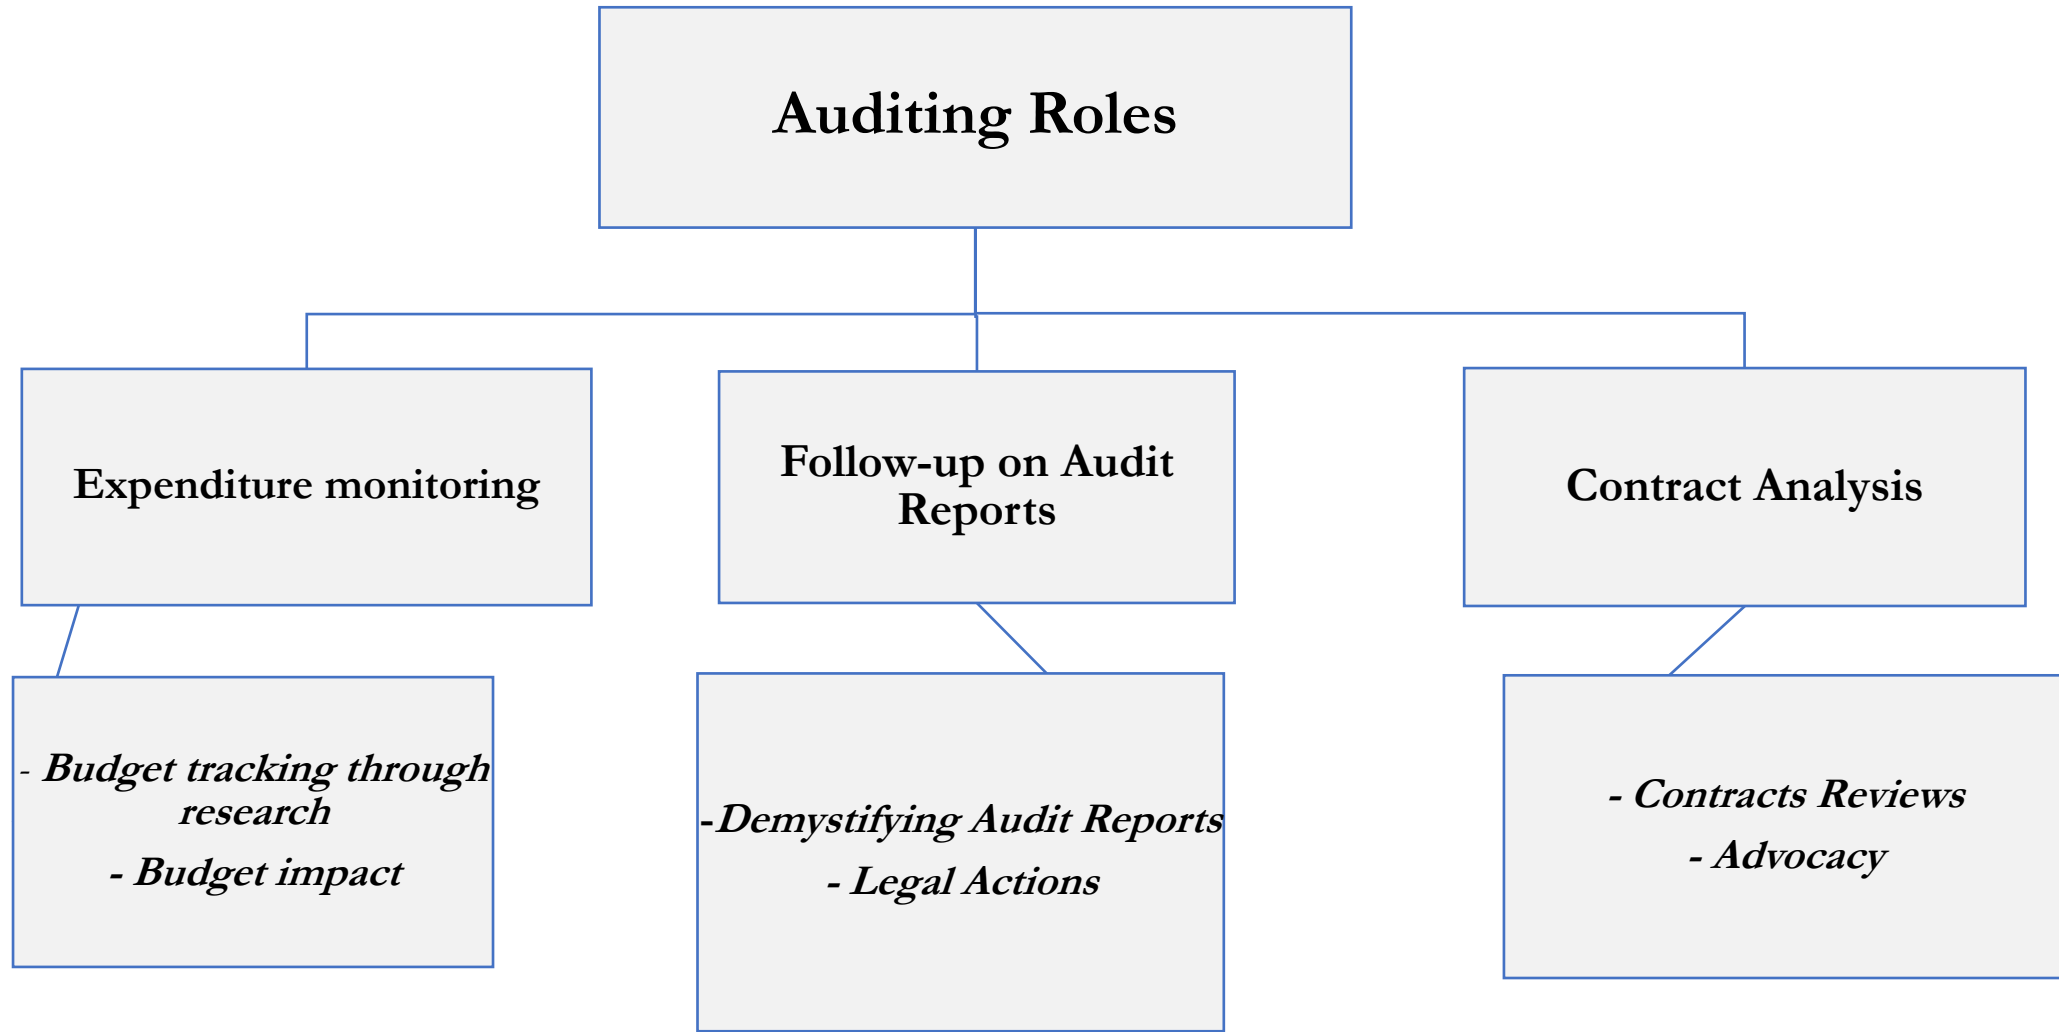 Auditing Roles
Expenditure monitoring
Follow-up on Audit
Reports
Contract Analysis
- Budget tracking through
research
- Budget impact
-Demystifying Audit Reports
- Legal Actions
- Contracts Reviews
- Advocacy